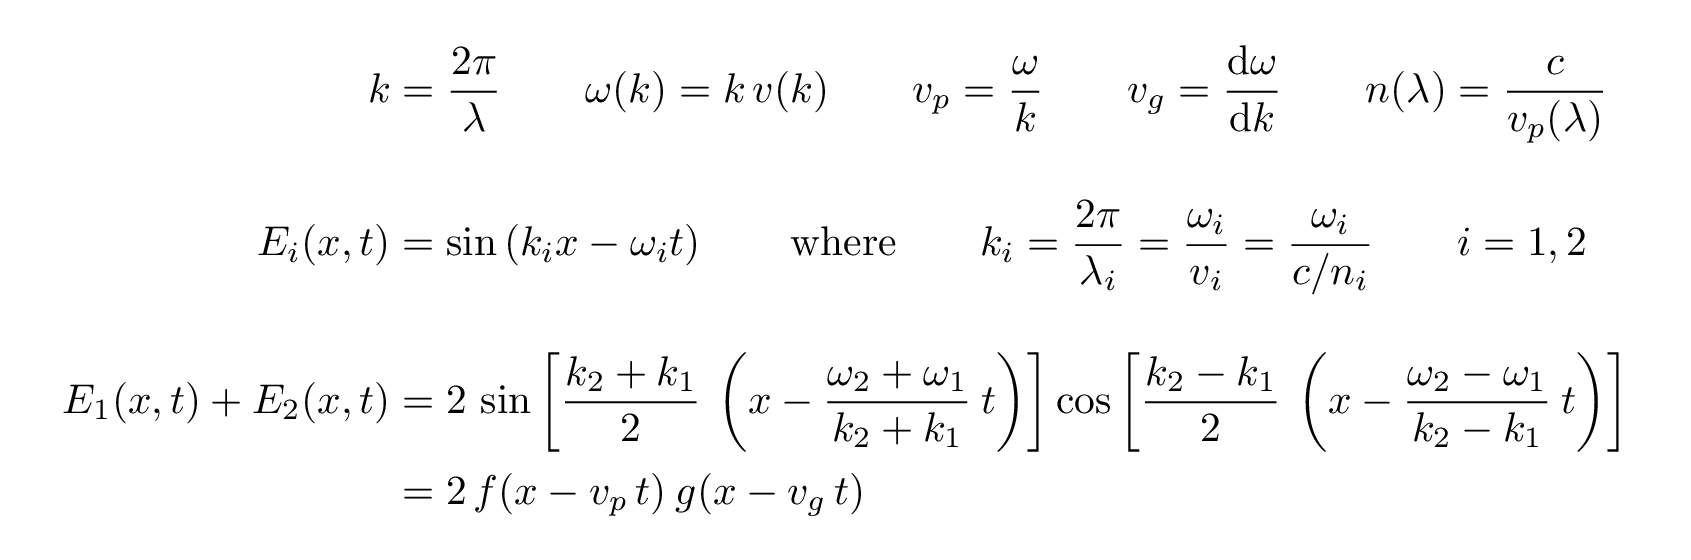 k = 2π/λ  ω(k) = k v(k)  v_p = ω/k  v_g = dω/dk  n(λ) = c/v_p(λ)
E_i(x, t) = sin (k_i x − ω_i t)  where  k_i = 2π/λ_i = ω_i/v_i = ω_i/(c/n_i)  i = 1, 2
E_1(x, t) + E_2(x, t) = 2 sin [ (k_2 + k_1)/2 ( x − (ω_2 + ω_1)/(k_2 + k_1) t ) ] cos [ (k_2 − k_1)/2 ( x − (ω_2 − ω_1)/(k_2 − k_1) t ) ]
= 2 f(x − v_p t) g(x − v_g t)